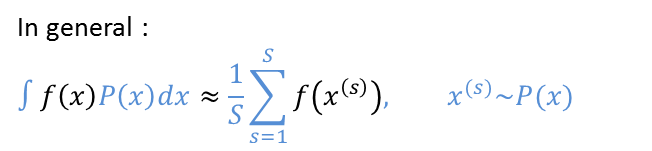 In general :
∫ f(x)P(x)dx ≈ 1/S ∑_{s=1}^{S} f(x^{(s)}), x^{(s)}~P(x)